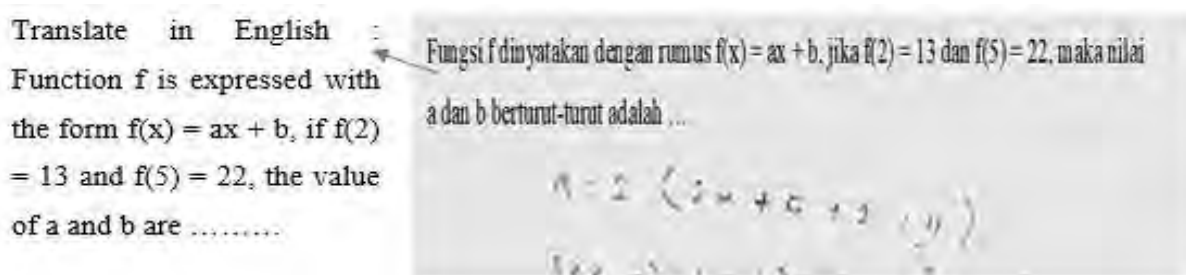 Translate in English :
Function f is expressed with
the form f(x) = ax + b, if f(2)
= 13 and f(5) = 22, the value
of a and b are ………
Fungsi f dinyatakan dengan rumus f(x) = ax + b, jika f(2) = 13 dan f(5) = 22, maka nilai
a dan b berturut-turut adalah …